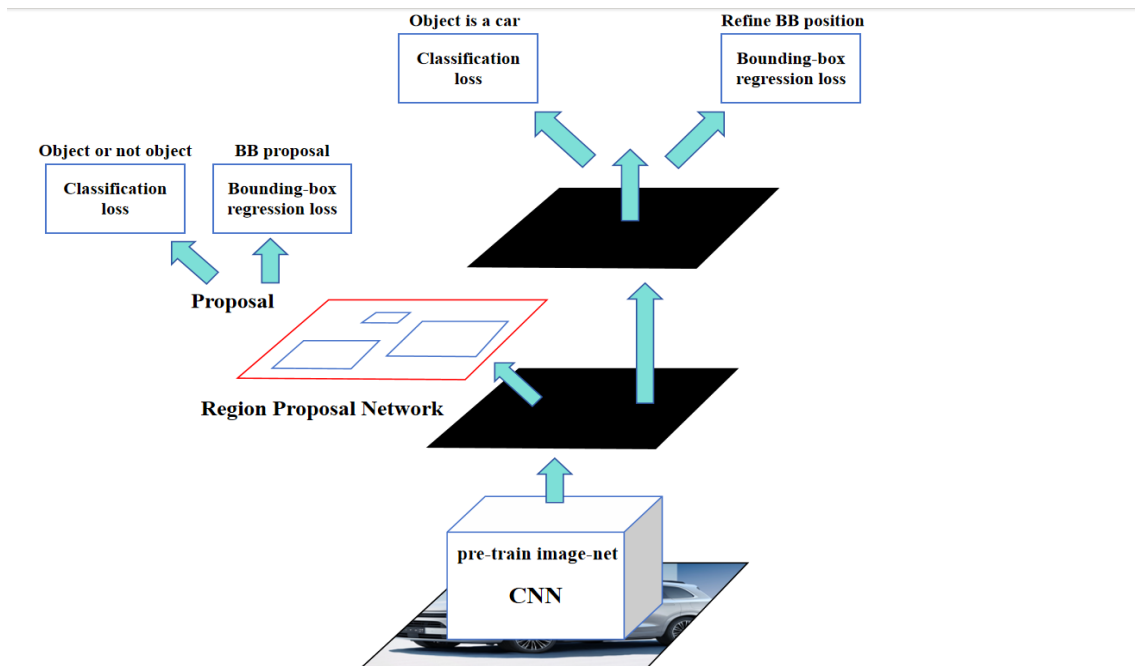 Object is a car
Refine BB position
Classification
loss
Bounding-box
regression loss
Object or not object
BB proposal
Classification
loss
Bounding-box
regression loss
Proposal
Region Proposal Network
pre-train image-net
CNN